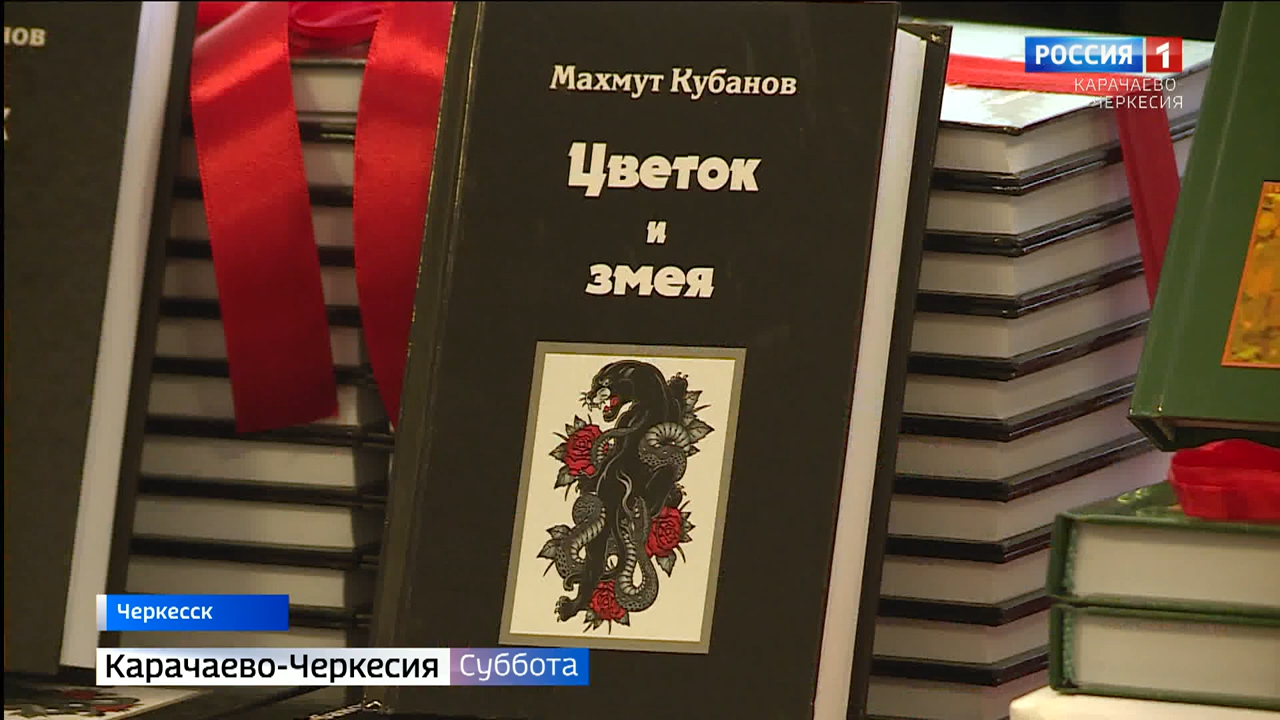 РОССИЯ 1
КАРАЧАЕВО
ЧЕРКЕСИЯ
Махмут Кубанов
Цветок
и
змея
Черкесск
Карачаево-Черкесия Суббота